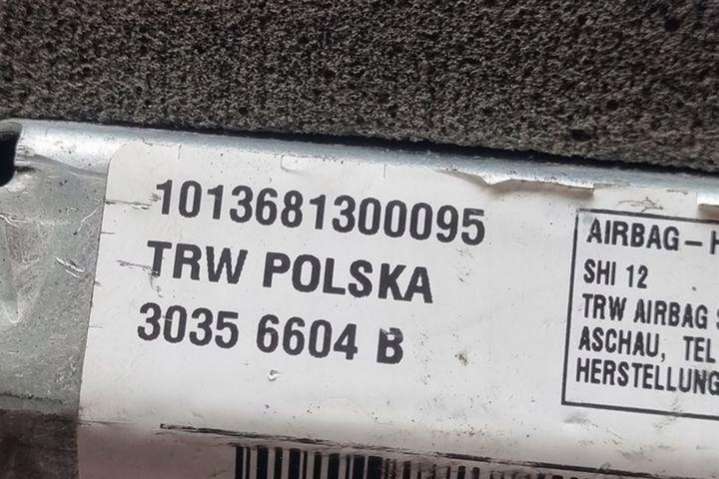 1013681300095
TRW POLSKA
3035 6604 B
AIRBAG –
SHI 12
TRW AIRBAG
ASCHAU, TEL
HERSTELLUNG